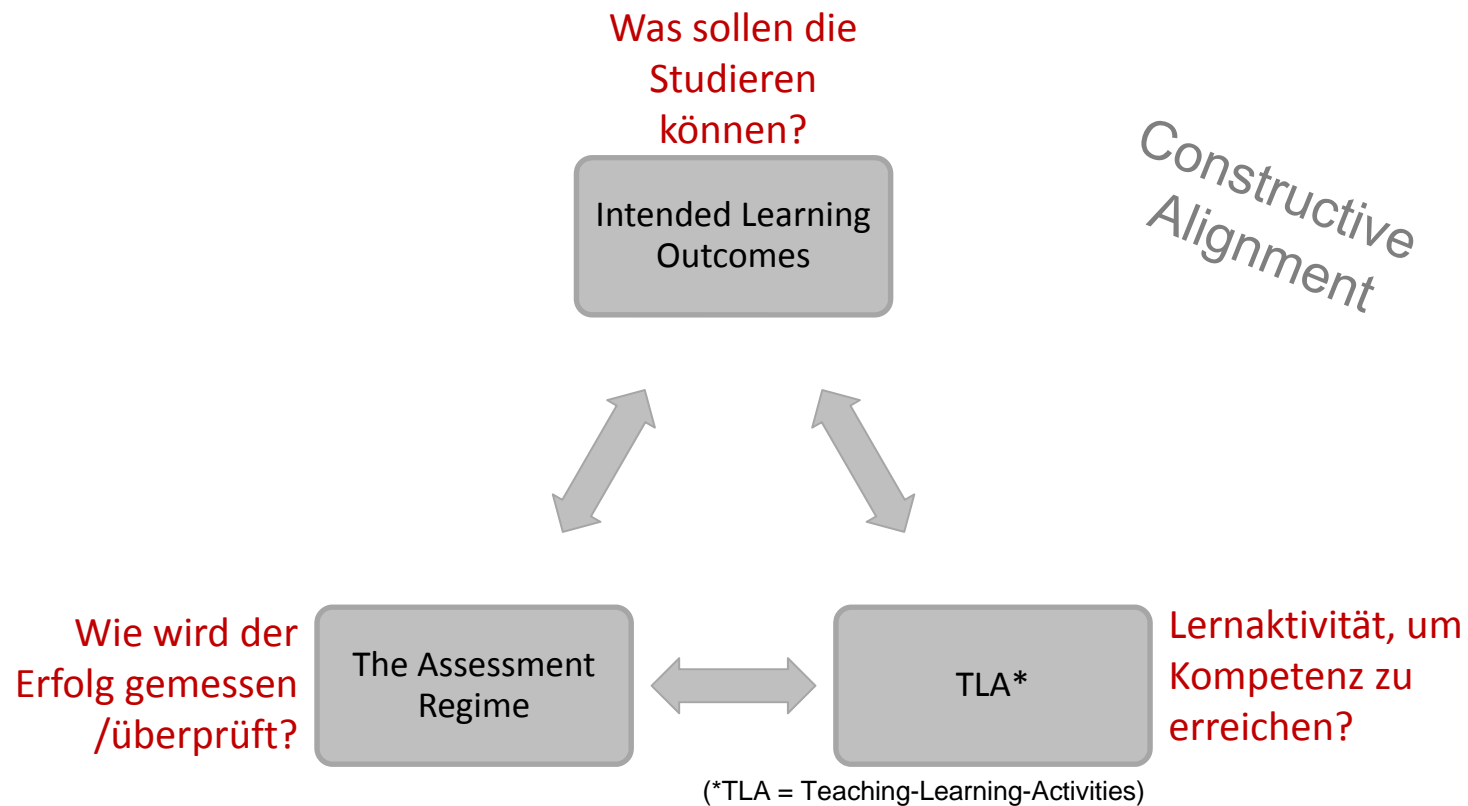 Was sollen die
Studieren
können?
Constructive
Alignment
Intended Learning
Outcomes
Wie wird der
Erfolg gemessen
/überprüft?
The Assessment
Regime
TLA*
Lernaktivität, um
Kompetenz zu
erreichen?
(*TLA = Teaching-Learning-Activities)